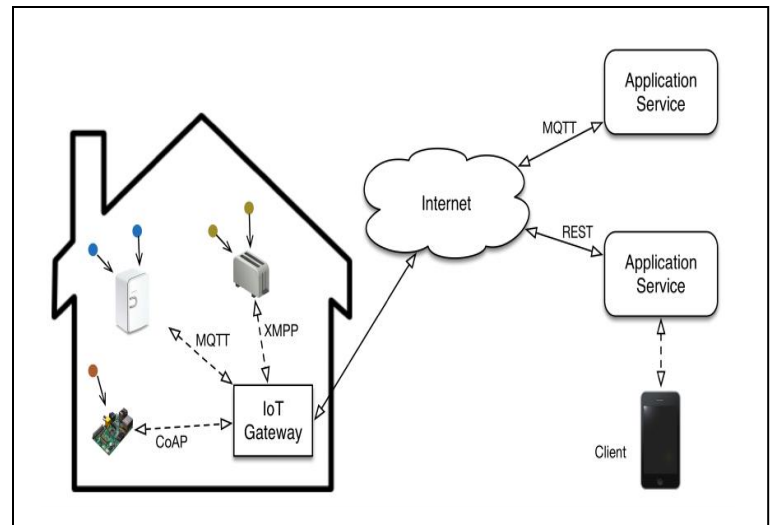 Application
Service
MQTT
Internet
REST
Application
Service
MQTT
XMPP
IoT
Gateway
CoAP
Client